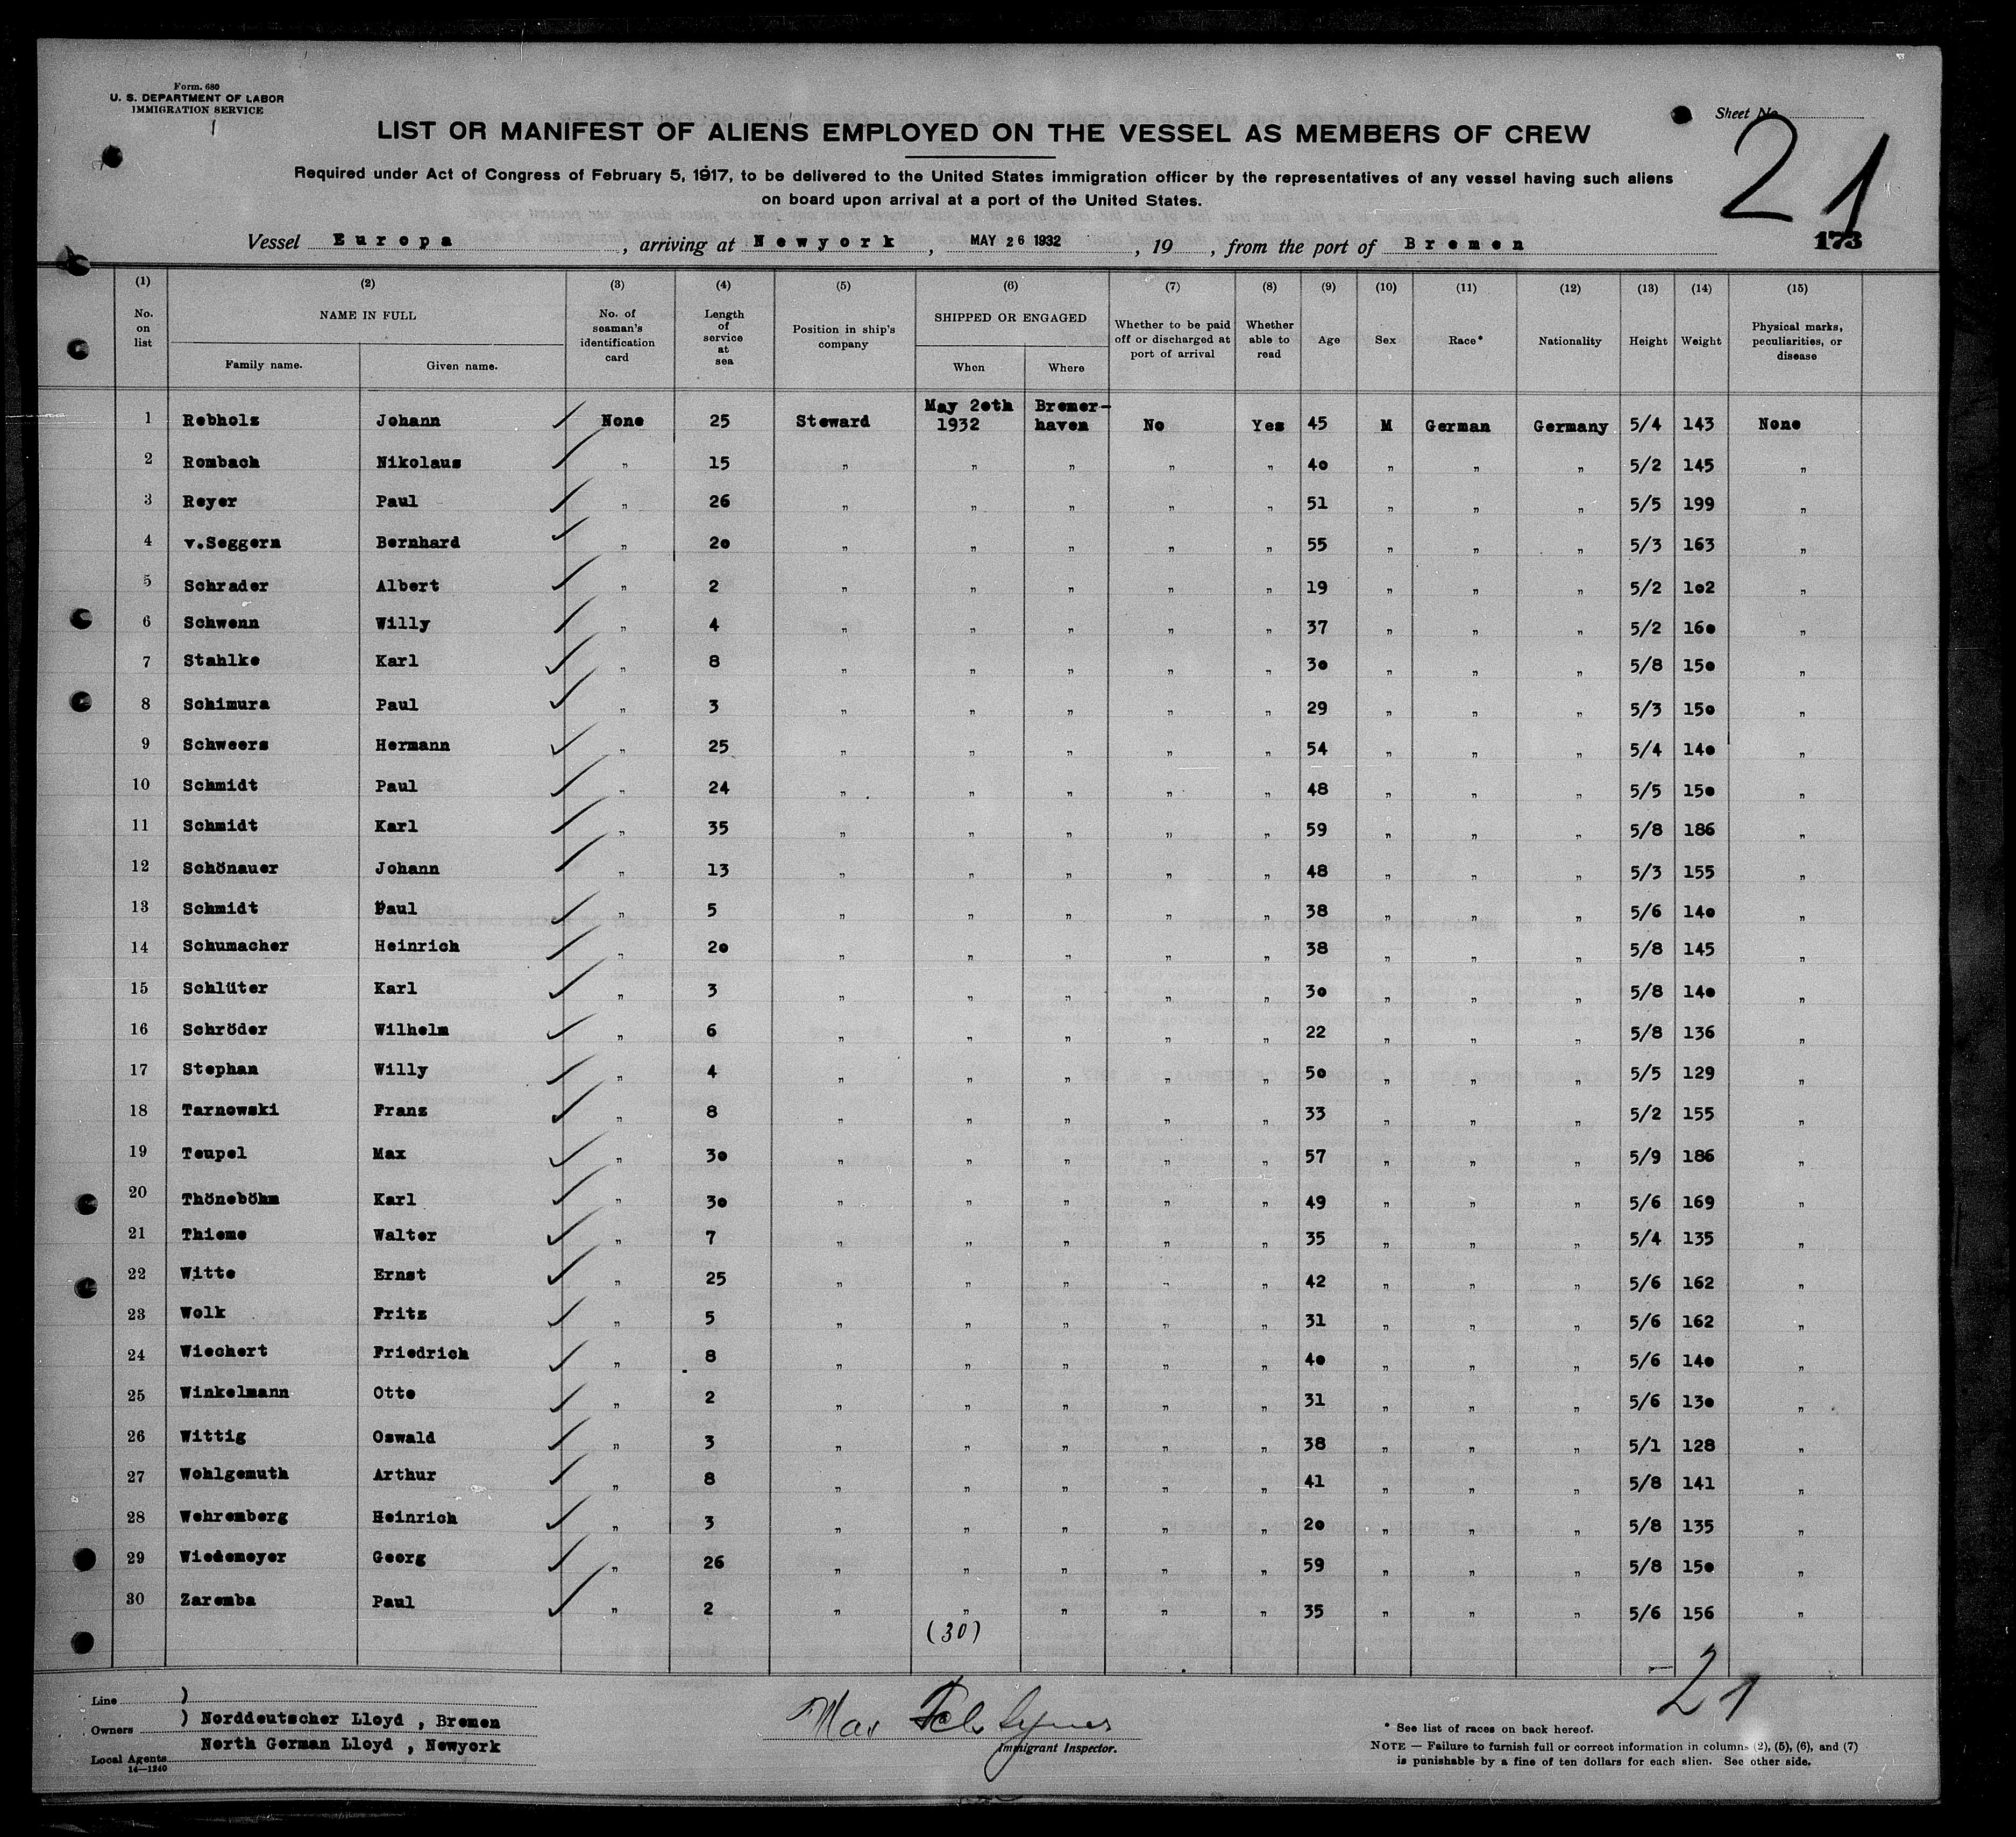 Form. 680
U. S. DEPARTMENT OF LABOR
IMMIGRATION SERVICE
Sheet No.
21
LIST OR MANIFEST OF ALIENS EMPLOYED ON THE VESSEL AS MEMBERS OF CREW
Required under Act of Congress of February 5, 1917, to be delivered to the United States immigration officer by the representatives of any vessel having such aliens
on board upon arrival at a port of the United States.
Vessel Europa, arriving at Newyork, MAY 26 1932, 19, from the port of Bremen
173
(1) (2) (3) (4) (5) (6) (7) (8) (9) (10) (11) (12) (13) (14) (15)
No. on list NAME IN FULL Family name. Given name. No. of seaman's identification card Length of service at sea Position in ship's company SHIPPED OR ENGAGED When Where Whether to be paid off or discharged at port of arrival Whether able to read Age Sex Race* Nationality Height Weight Physical marks, peculiarities, or disease
1 Rebholz Johann None 25 Steward May 20th 1932 Bremer-haven No Yes 45 M German Germany 5/4 143 None
2 Rombach Nikolaus " 15 " " " " " 40 " " " 5/2 145 "
3 Reyer Paul " 26 " " " " " 51 " " " 5/5 199 "
4 v.Seggern Bernhard " 20 " " " " " 55 " " " 5/3 163 "
5 Schrader Albert " 2 " " " " " 19 " " " 5/2 102 "
6 Schwenn Willy " 4 " " " " " 37 " " " 5/2 160 "
7 Stahlke Karl " 8 " " " " " 30 " " " 5/8 150 "
8 Schimura Paul " 3 " " " " " 29 " " " 5/3 150 "
9 Schweers Hermann " 25 " " " " " 54 " " " 5/4 140 "
10 Schmidt Paul " 24 " " " " " 48 " " " 5/5 150 "
11 Schmidt Karl " 35 " " " " " 59 " " " 5/8 186 "
12 Schönauer Johann " 13 " " " " " 48 " " " 5/3 155 "
13 Schmidt Paul " 5 " " " " " 38 " " " 5/6 140 "
14 Schumacher Heinrich " 20 " " " " " 38 " " " 5/8 145 "
15 Schlüter Karl " 3 " " " " " 30 " " " 5/8 140 "
16 Schröder Wilhelm " 6 " " " " " 22 " " " 5/8 136 "
17 Stephan Willy " 4 " " " " " 50 " " " 5/5 129 "
18 Tarnowski Franz " 8 " " " " " 33 " " " 5/2 155 "
19 Teupel Max " 30 " " " " " 57 " " " 5/9 186 "
20 Thöneböhm Karl " 30 " " " " " 49 " " " 5/6 169 "
21 Thieme Walter " 7 " " " " " 35 " " " 5/4 135 "
22 Witte Ernst " 25 " " " " " 42 " " " 5/6 162 "
23 Wolk Fritz " 5 " " " " " 31 " " " 5/6 162 "
24 Wiechert Friedrich " 8 " " " " " 40 " " " 5/6 140 "
25 Winkelmann Otto " 2 " " " " " 31 " " " 5/6 130 "
26 Wittig Oswald " 3 " " " " " 38 " " " 5/1 128 "
27 Wohlgemuth Arthur " 8 " " " " " 41 " " " 5/8 141 "
28 Wehremberg Heinrich " 3 " " " " " 20 " " " 5/8 135 "
29 Wiedemeyer Georg " 26 " " " " " 59 " " " 5/8 150 "
30 Zaremba Paul " 2 " " " " " 35 " " " 5/6 156 "
(30)
21
Line )
Owners ) Norddeutscher Lloyd , Bremen
North German Lloyd , Newyork
Local Agents
14—1240
Immigrant Inspector.
* See list of races on back hereof.
NOTE — Failure to furnish full or correct information in columns (2), (5), (6), and (7)
is punishable by a fine of ten dollars for each alien. See other side.